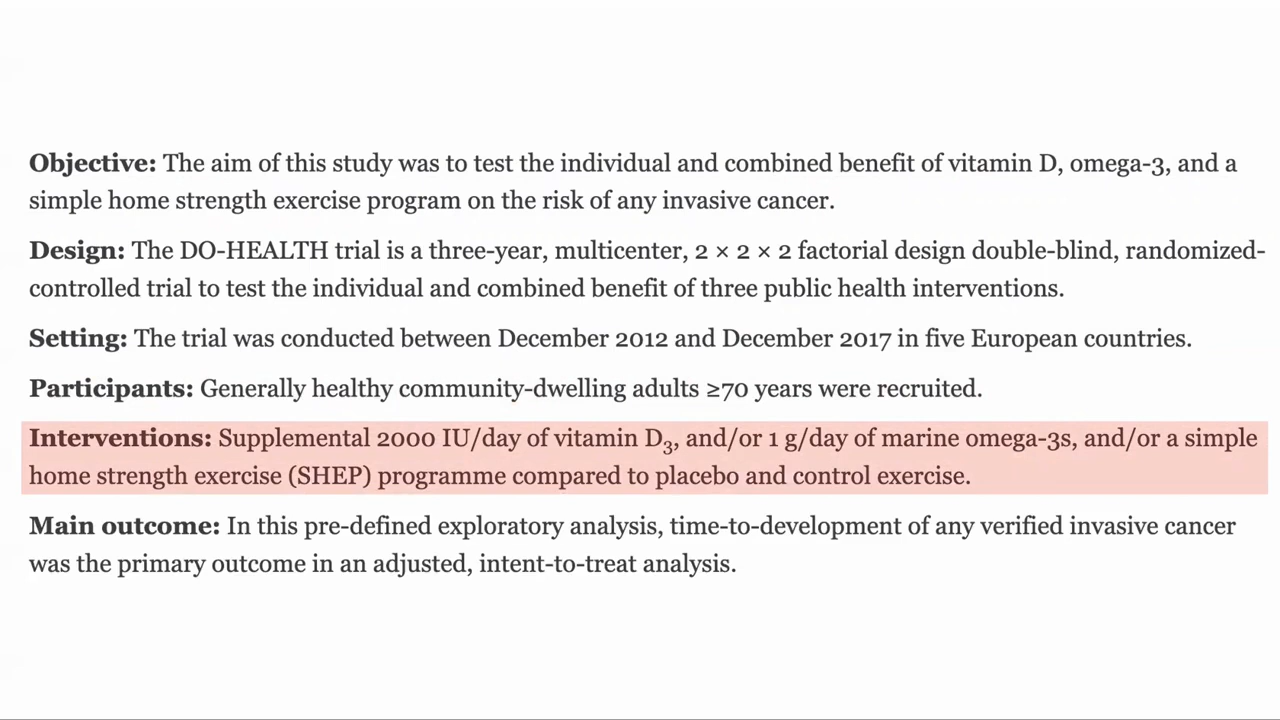 Objective: The aim of this study was to test the individual and combined benefit of vitamin D, omega-3, and a
simple home strength exercise program on the risk of any invasive cancer.
Design: The DO-HEALTH trial is a three-year, multicenter, 2 × 2 × 2 factorial design double-blind, randomized-
controlled trial to test the individual and combined benefit of three public health interventions.
Setting: The trial was conducted between December 2012 and December 2017 in five European countries.
Participants: Generally healthy community-dwelling adults ≥70 years were recruited.
Interventions: Supplemental 2000 IU/day of vitamin D₃, and/or 1 g/day of marine omega-3s, and/or a simple
home strength exercise (SHEP) programme compared to placebo and control exercise.
Main outcome: In this pre-defined exploratory analysis, time-to-development of any verified invasive cancer
was the primary outcome in an adjusted, intent-to-treat analysis.